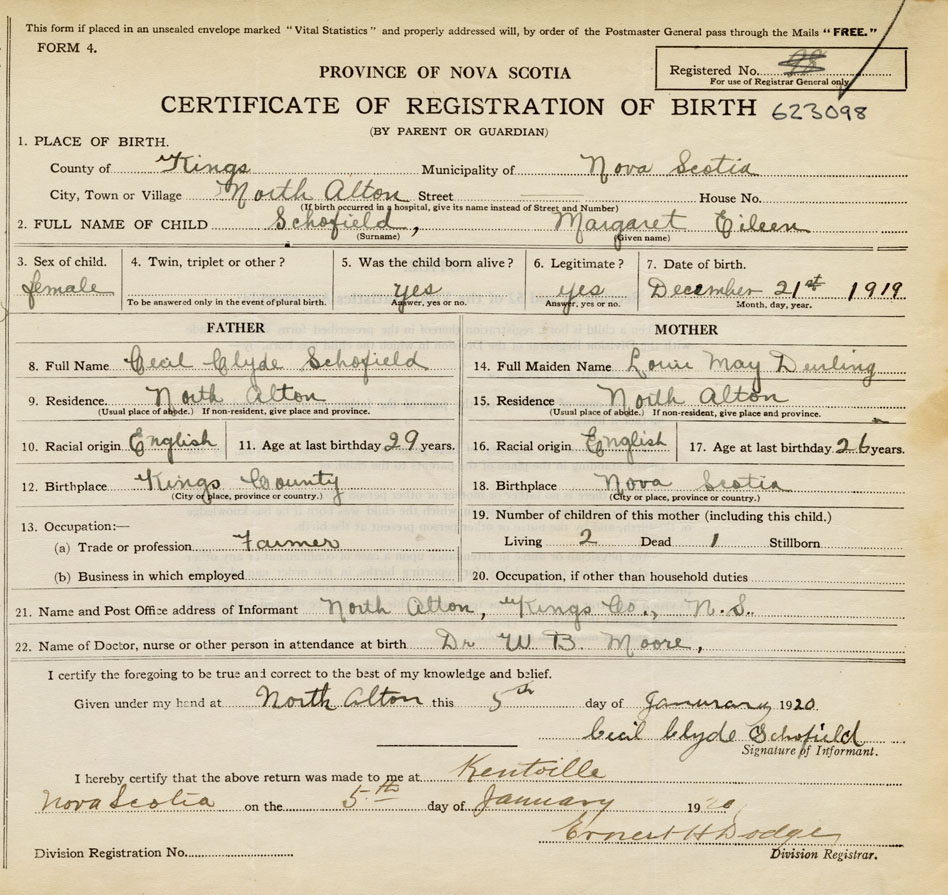 This form if placed in an unsealed envelope marked "Vital Statistics" and properly addressed will, by order of the Postmaster General pass through the Mails "FREE."
FORM 4.
Registered No.
For use of Registrar General only
PROVINCE OF NOVA SCOTIA
CERTIFICATE OF REGISTRATION OF BIRTH 623098
(BY PARENT OR GUARDIAN)
1. PLACE OF BIRTH.
County of Kings Municipality of Nova Scotia
City, Town or Village North Alton Street House No.
(If birth occurred in a hospital, give its name instead of Street and Number)
2. FULL NAME OF CHILD Schofield, Margaret Eileen
(Surname) (Given name)
3. Sex of child. 4. Twin, triplet or other? 5. Was the child born alive? 6. Legitimate? 7. Date of birth.
female yes yes December 21st 1919
To be answered only in the event of plural birth. Answer, yes or no. Answer, yes or no. Month, day, year.
FATHER MOTHER
8. Full Name Cecil Clyde Schofield 14. Full Maiden Name May Durling
9. Residence. North Alton 15. Residence North Alton
(Usual place of abode.) If non-resident, give place and province. (Usual place of abode.) If non-resident, give place and province.
10. Racial origin English 11. Age at last birthday 29 years. 16. Racial origin English 17. Age at last birthday 26 years.
12. Birthplace Kings County 18. Birthplace Nova Scotia
(City or place, province or country.) (City or place, province or country.)
13. Occupation:— 19. Number of children of this mother (including this child.)
(a) Trade or profession Farmer Living 2 Dead 1 Stillborn
(b) Business in which employed 20. Occupation, if other than household duties
21. Name and Post Office address of Informant North Alton, Kings Co., N.S.
22. Name of Doctor, nurse or other person in attendance at birth Dr W B. Moore,
I certify the foregoing to be true and correct to the best of my knowledge and belief.
Given under my hand at North Alton this 5th day of January 1920.
Cecil Clyde Schofield
Signature of Informant.
I hereby certify that the above return was made to me at Kentville
Nova Scotia on the 5th day of January 1920
Ernest H Dodge
Division Registration No. Division Registrar.